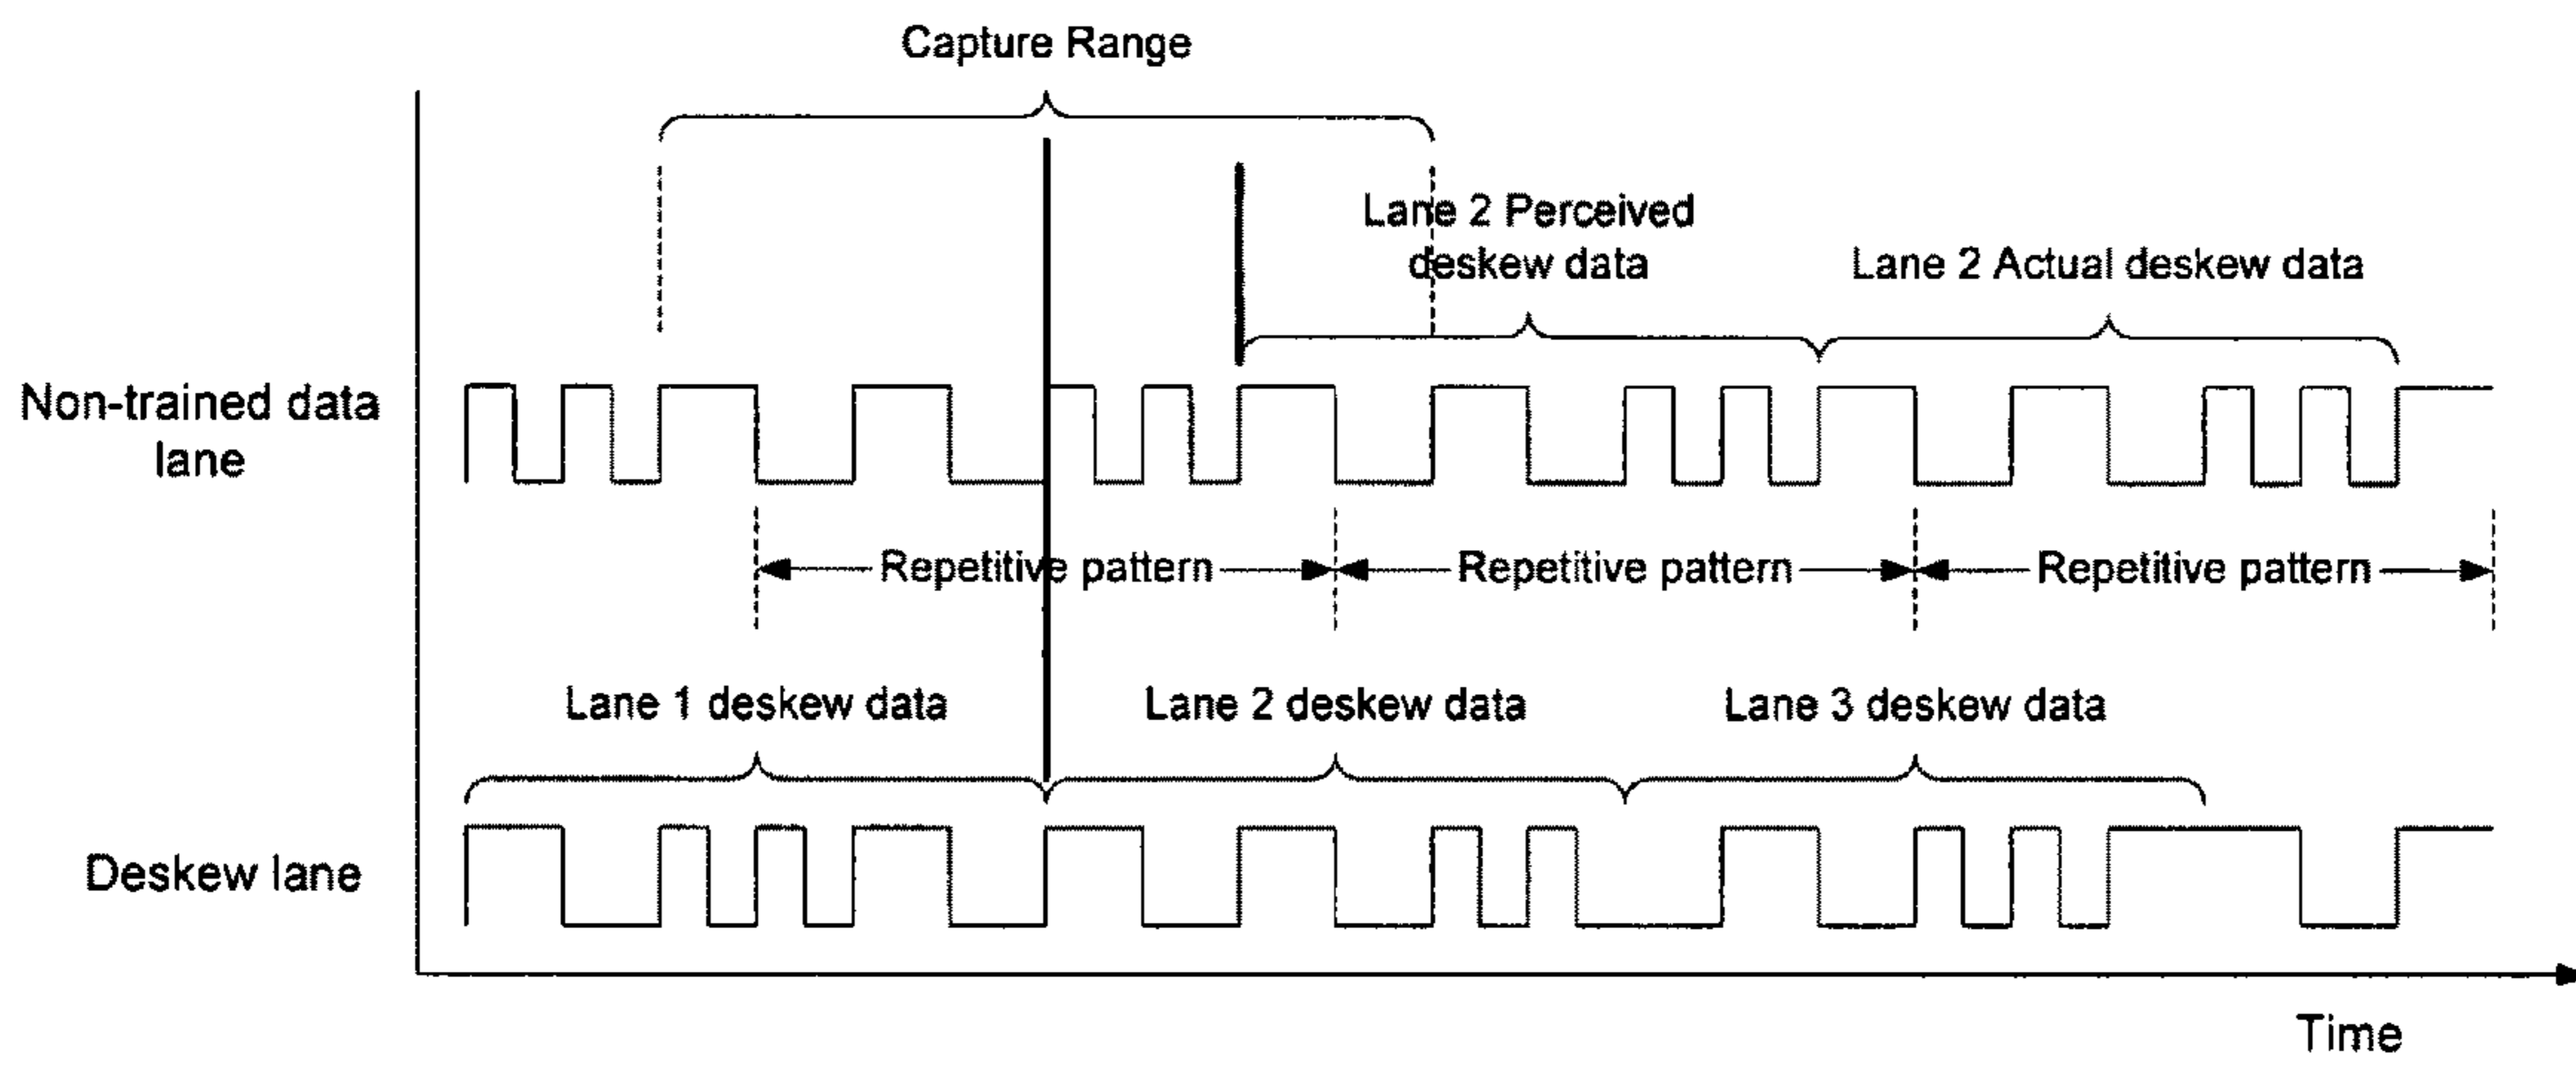 Capture Range
Lane 2 Perceived
deskew data
Lane 2 Actual deskew data
Non-trained data
lane
Repetitive pattern
Repetitive pattern
Repetitive pattern
Lane 1 deskew data
Lane 2 deskew data
Lane 3 deskew data
Deskew lane
Time